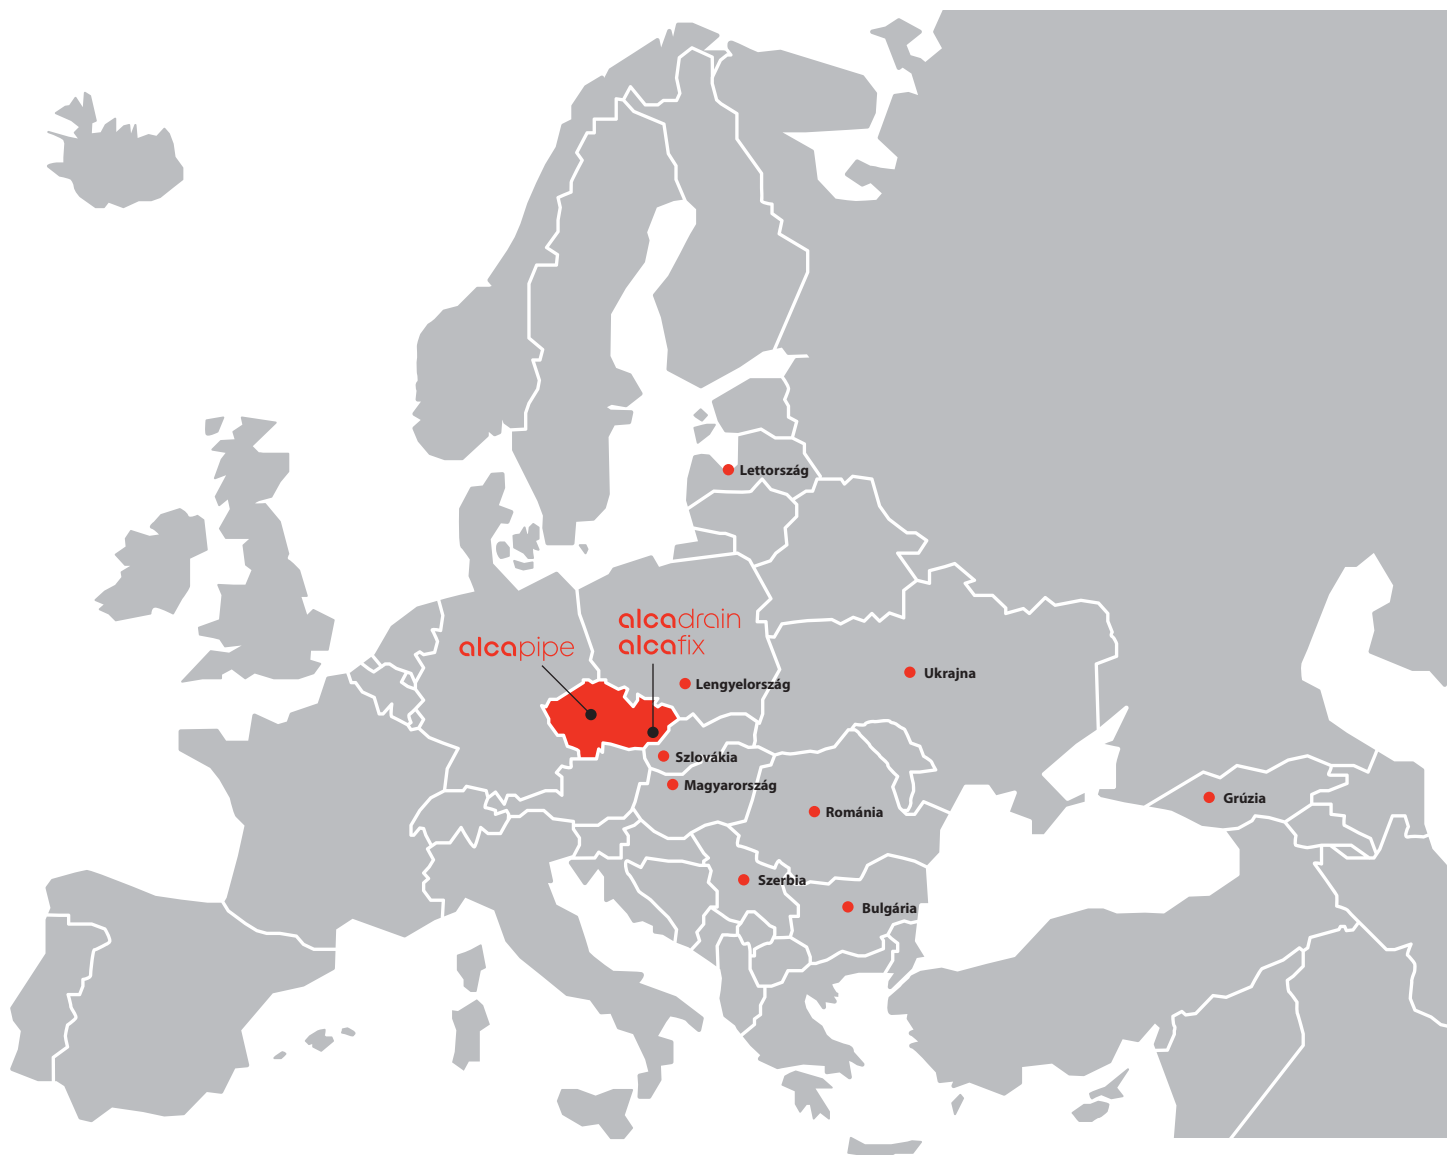 Lettország
alcadrain
alcafix
alcapipe
Ukrajna
Lengyelország
Szlovákia
Magyarország
Grúzia
Románia
Szerbia
Bulgária